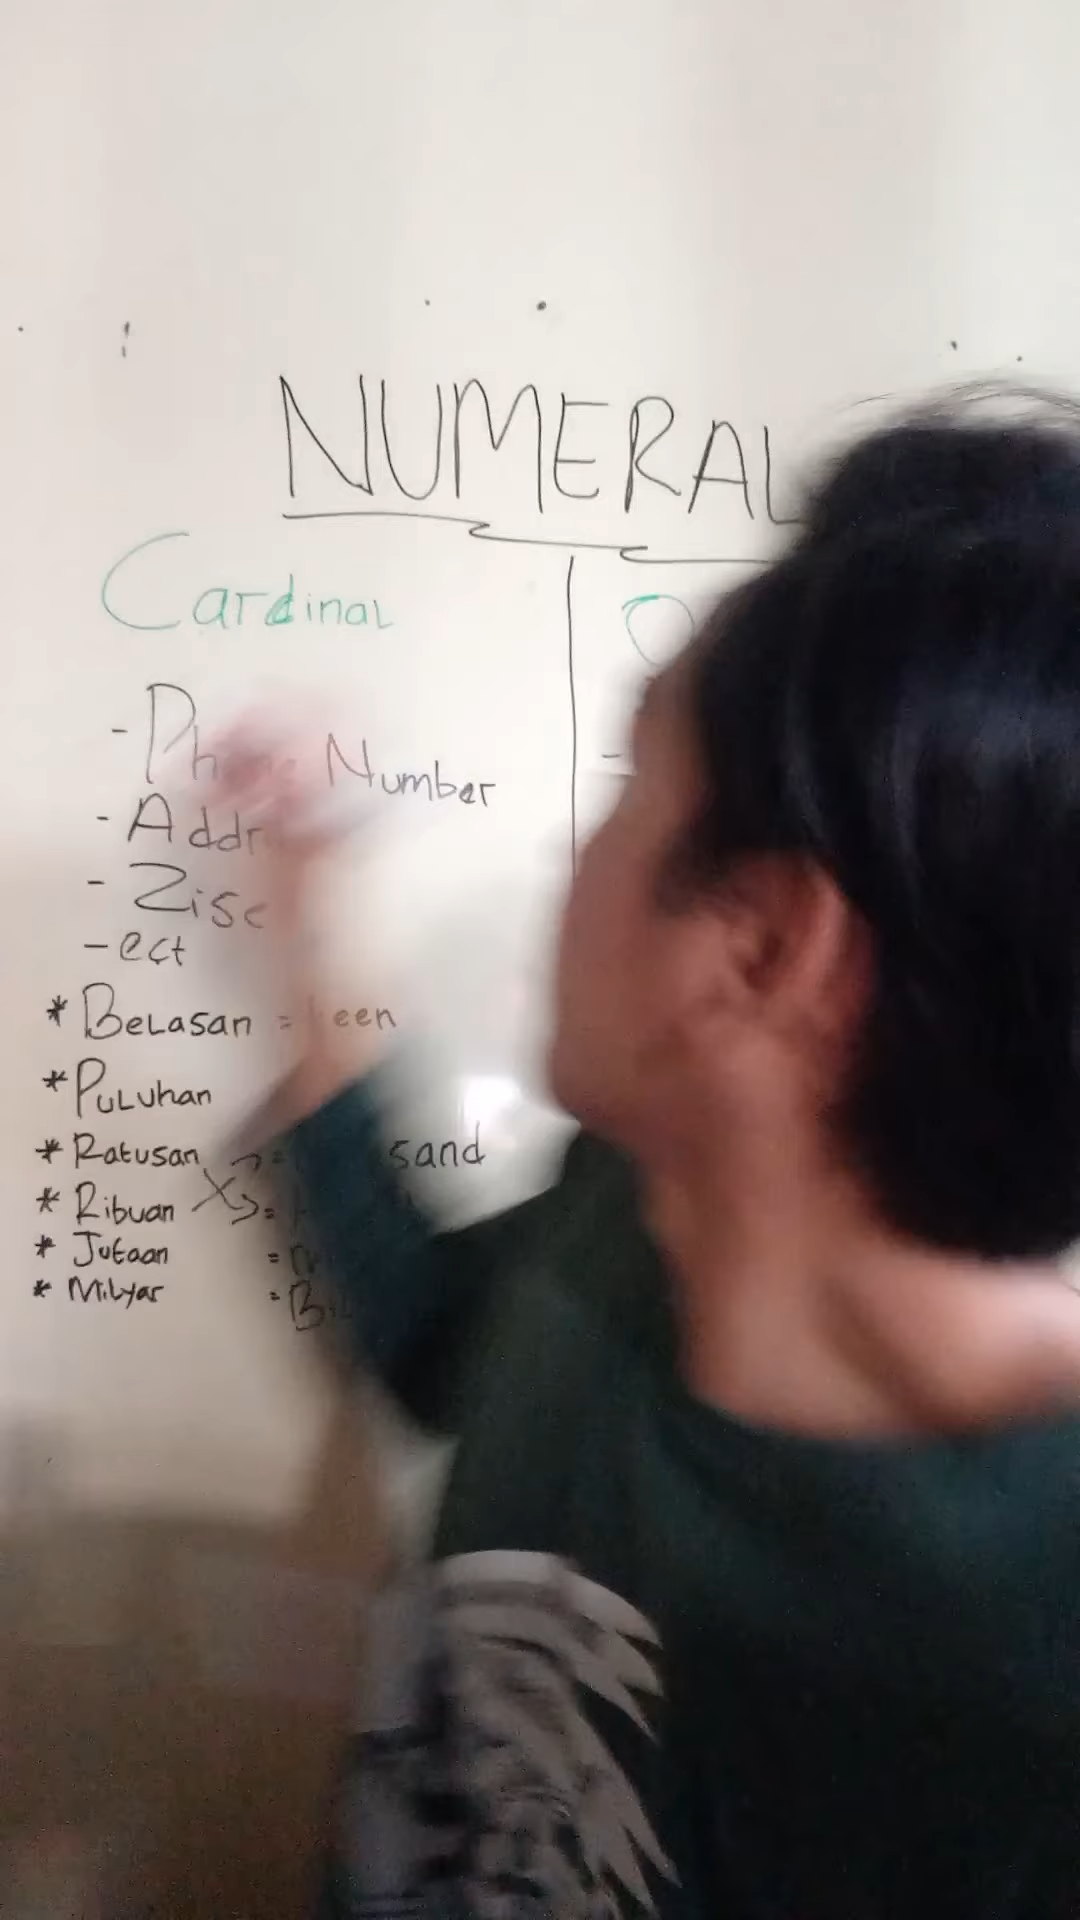 NUMERAL
Cardinal
- Phone Number
- Addr
- Zise
- ect
* Belasan = teen
* Puluhan
* Ratusan = sand
* Ribuan =
* Jutaan =
* Milyar = Bil